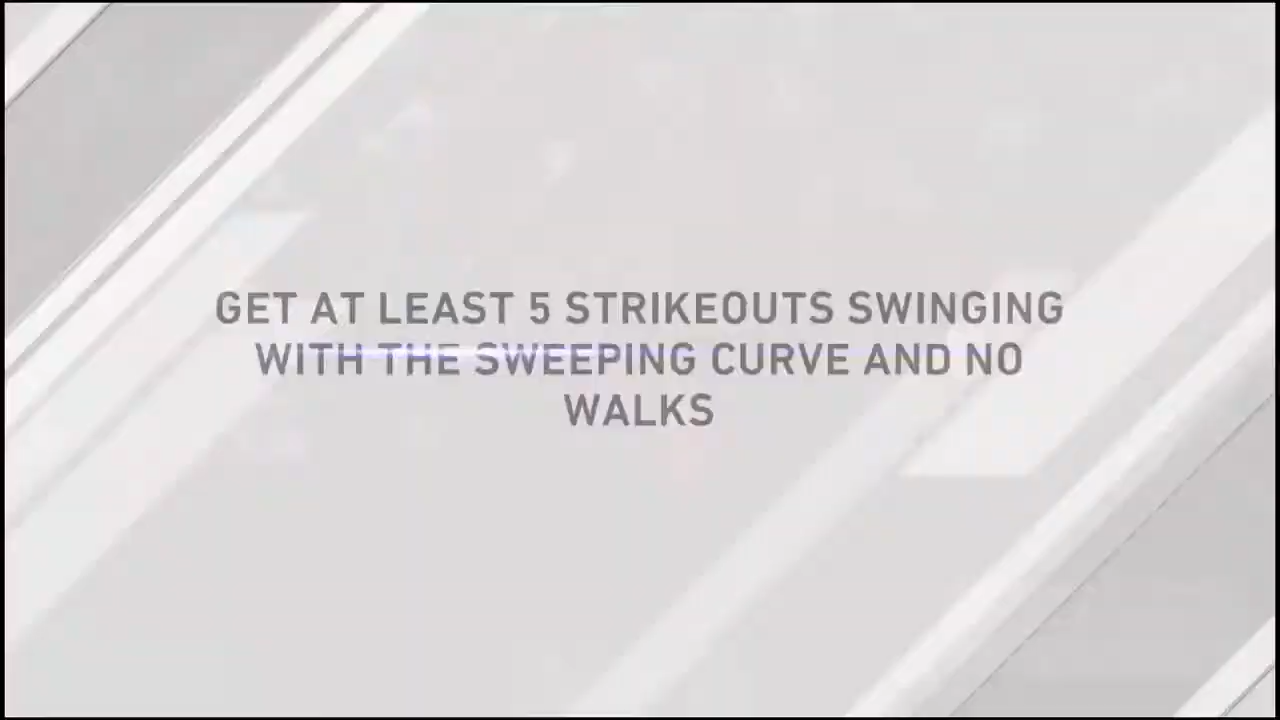 GET AT LEAST 5 STRIKEOUTS SWINGING
WITH THE SWEEPING CURVE AND NO
WALKS